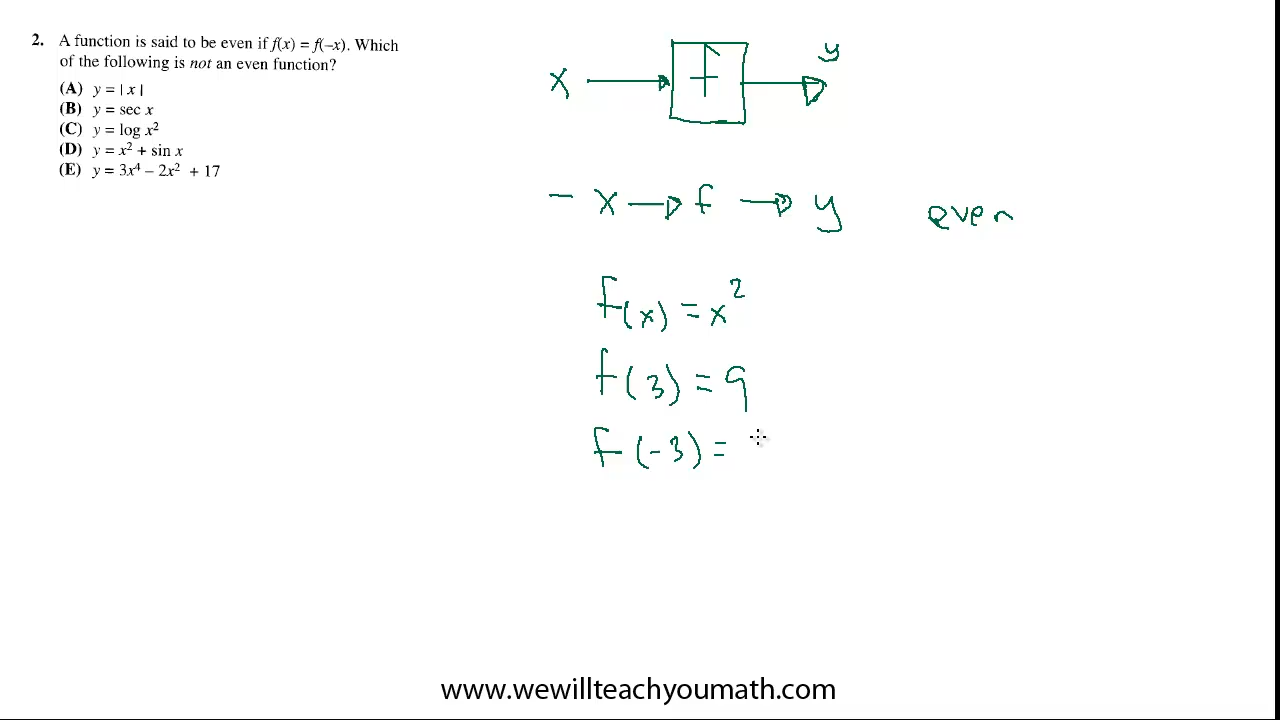 2. A function is said to be even if f(x) = f(–x). Which
of the following is not an even function?
(A) y = | x |
(B) y = sec x
(C) y = log x²
(D) y = x² + sin x
(E) y = 3x⁴ – 2x² + 17
x → f → y
- x → f → y even
f(x) = x²
f(3) = 9
f(-3) =
www.wewillteachyoumath.com